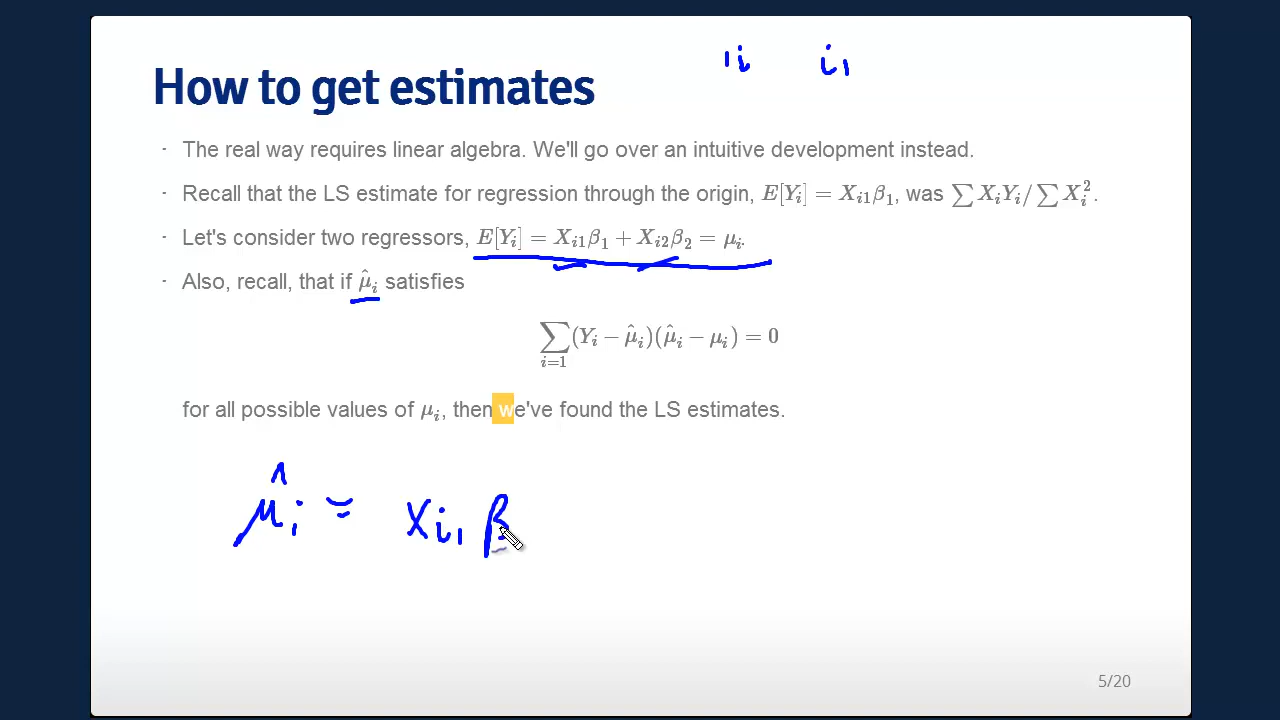 1i i1
How to get estimates
· The real way requires linear algebra. We'll go over an intuitive development instead.
· Recall that the LS estimate for regression through the origin, E[Yᵢ] = Xᵢ₁β₁, was ∑ XᵢYᵢ/ ∑ Xᵢ².
· Let's consider two regressors, E[Yᵢ] = Xᵢ₁β₁ + Xᵢ₂β₂ = μᵢ.
· Also, recall, that if μ̂ᵢ satisfies
∑ᵢ₌₁ (Yᵢ − μ̂ᵢ)(μ̂ᵢ − μᵢ) = 0
for all possible values of μᵢ, then we've found the LS estimates.
μ̂ᵢ = Xᵢ₁ β
5/20